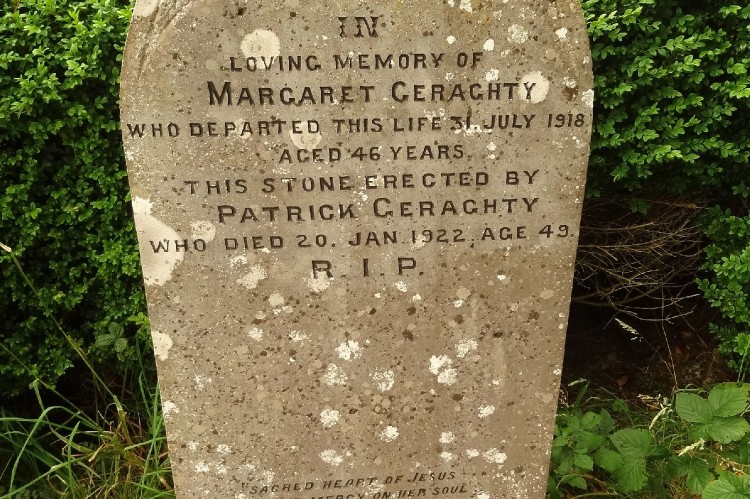 IN
LOVING MEMORY OF
MARGARET GERAGHTY
WHO DEPARTED THIS LIFE 31, JULY 1918.
AGED 46 YEARS.
THIS STONE ERECTED BY
PATRICK GERAGHTY
WHO DIED 20. JAN. 1922, AGE 49.
R.I.P.
SACRED HEART OF JESUS
MERCY ON HER SOUL